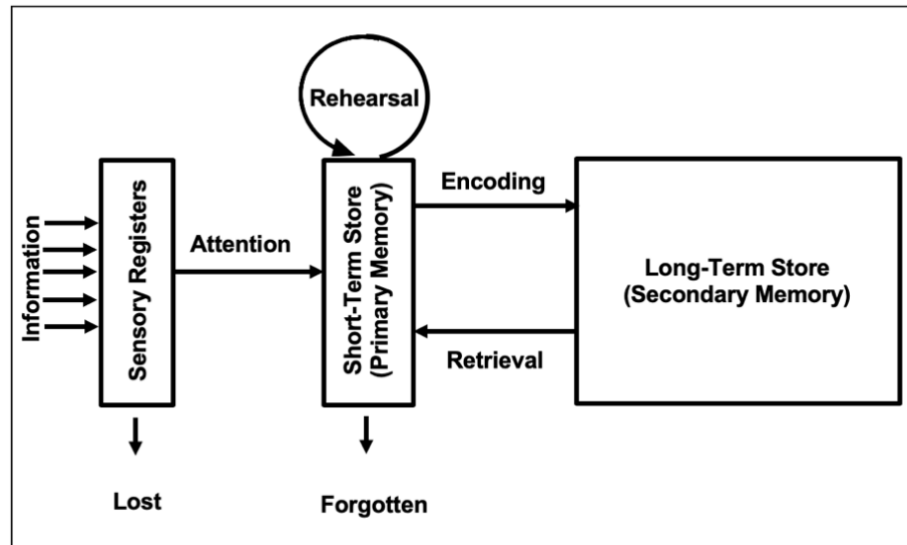 Rehearsal
Information
Sensory Registers
Attention
Short-Term Store
(Primary Memory)
Encoding
Retrieval
Long-Term Store
(Secondary Memory)
Lost
Forgotten